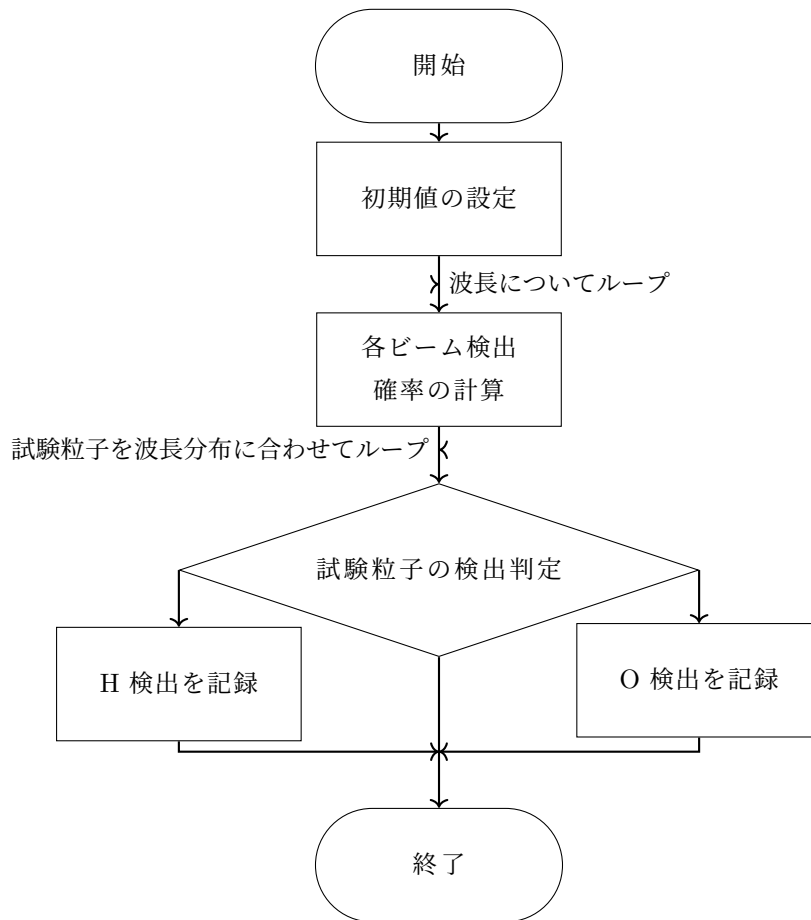 開始
初期値の設定
波長についてループ
各ビーム検出
確率の計算
試験粒子を波長分布に合わせてループ
試験粒子の検出判定
H 検出を記録
O 検出を記録
終了